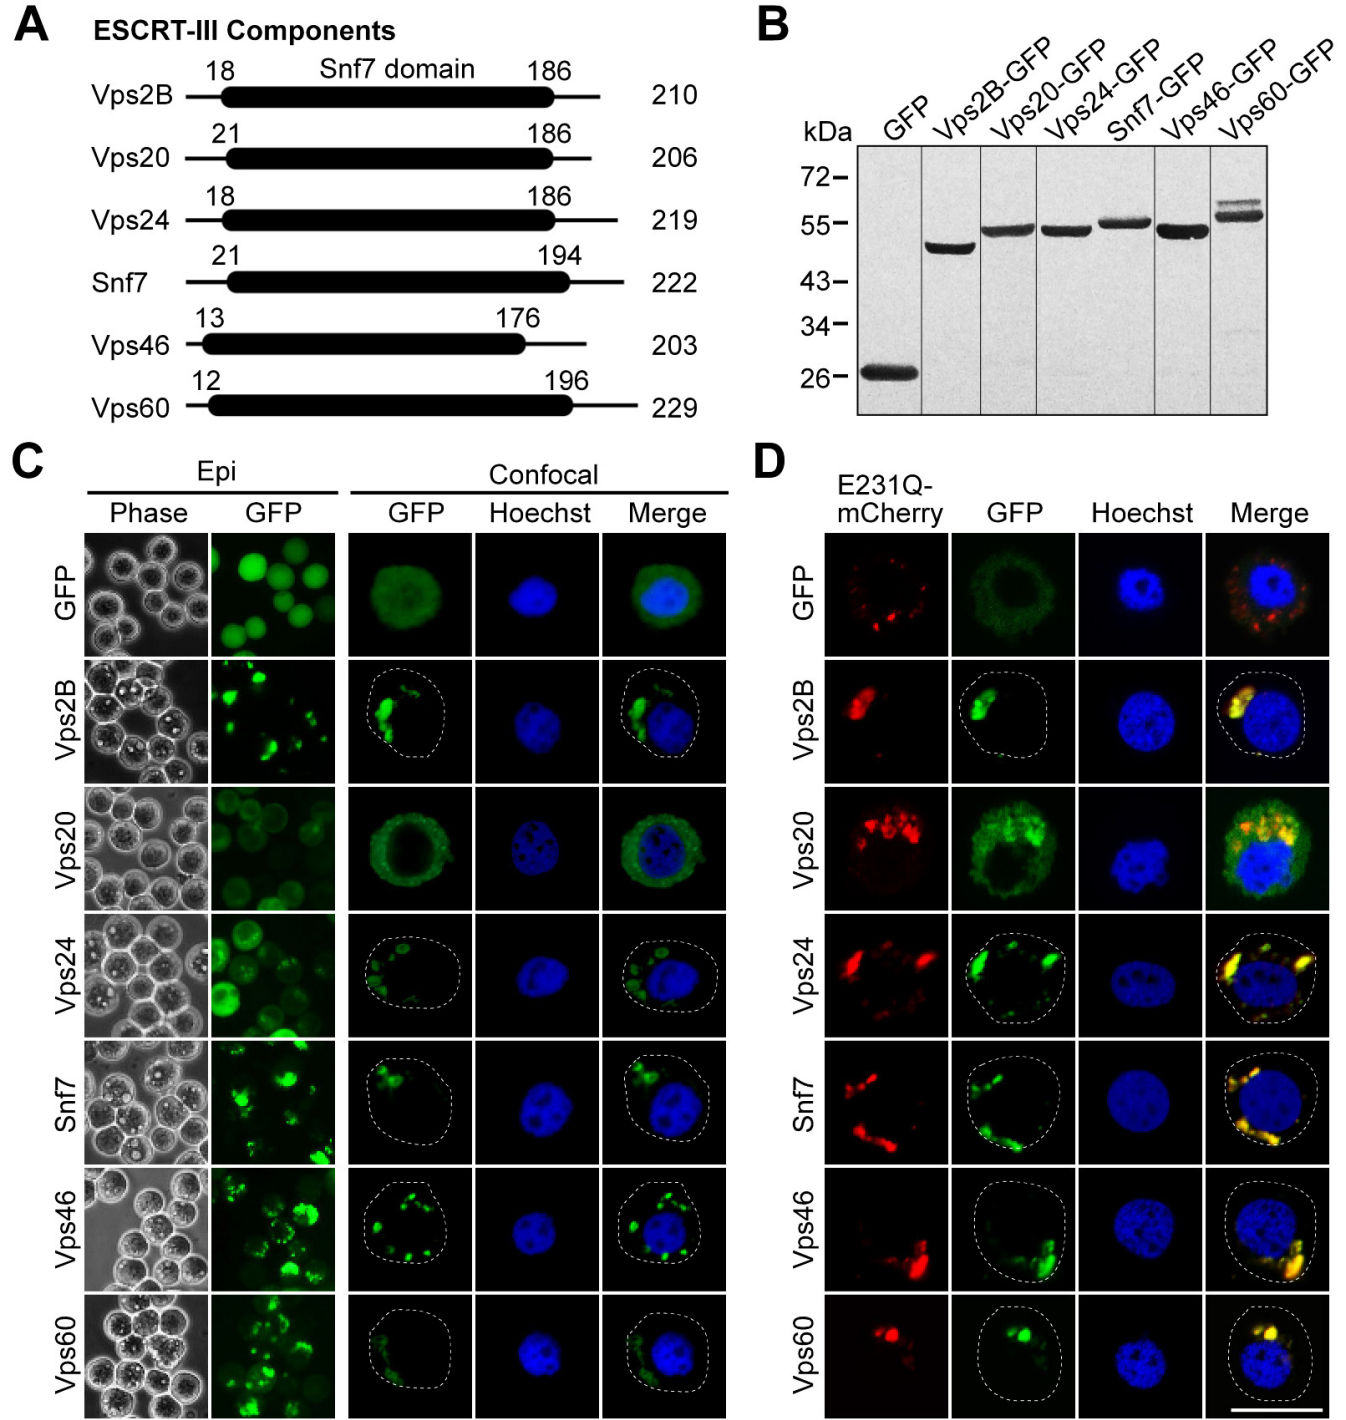 A ESCRT-III Components
18 Snf7 domain 186
Vps2B 210
21 186
Vps20 206
18 186
Vps24 219
21 194
Snf7 222
13 176
Vps46 203
12 196
Vps60 229
B
kDa GFP Vps2B-GFP Vps20-GFP Vps24-GFP Snf7-GFP Vps46-GFP Vps60-GFP
72
55
43
34
26
C
Epi Confocal
Phase GFP GFP Hoechst Merge
GFP
Vps2B
Vps20
Vps24
Snf7
Vps46
Vps60
D
E231Q-
mCherry GFP Hoechst Merge
GFP
Vps2B
Vps20
Vps24
Snf7
Vps46
Vps60